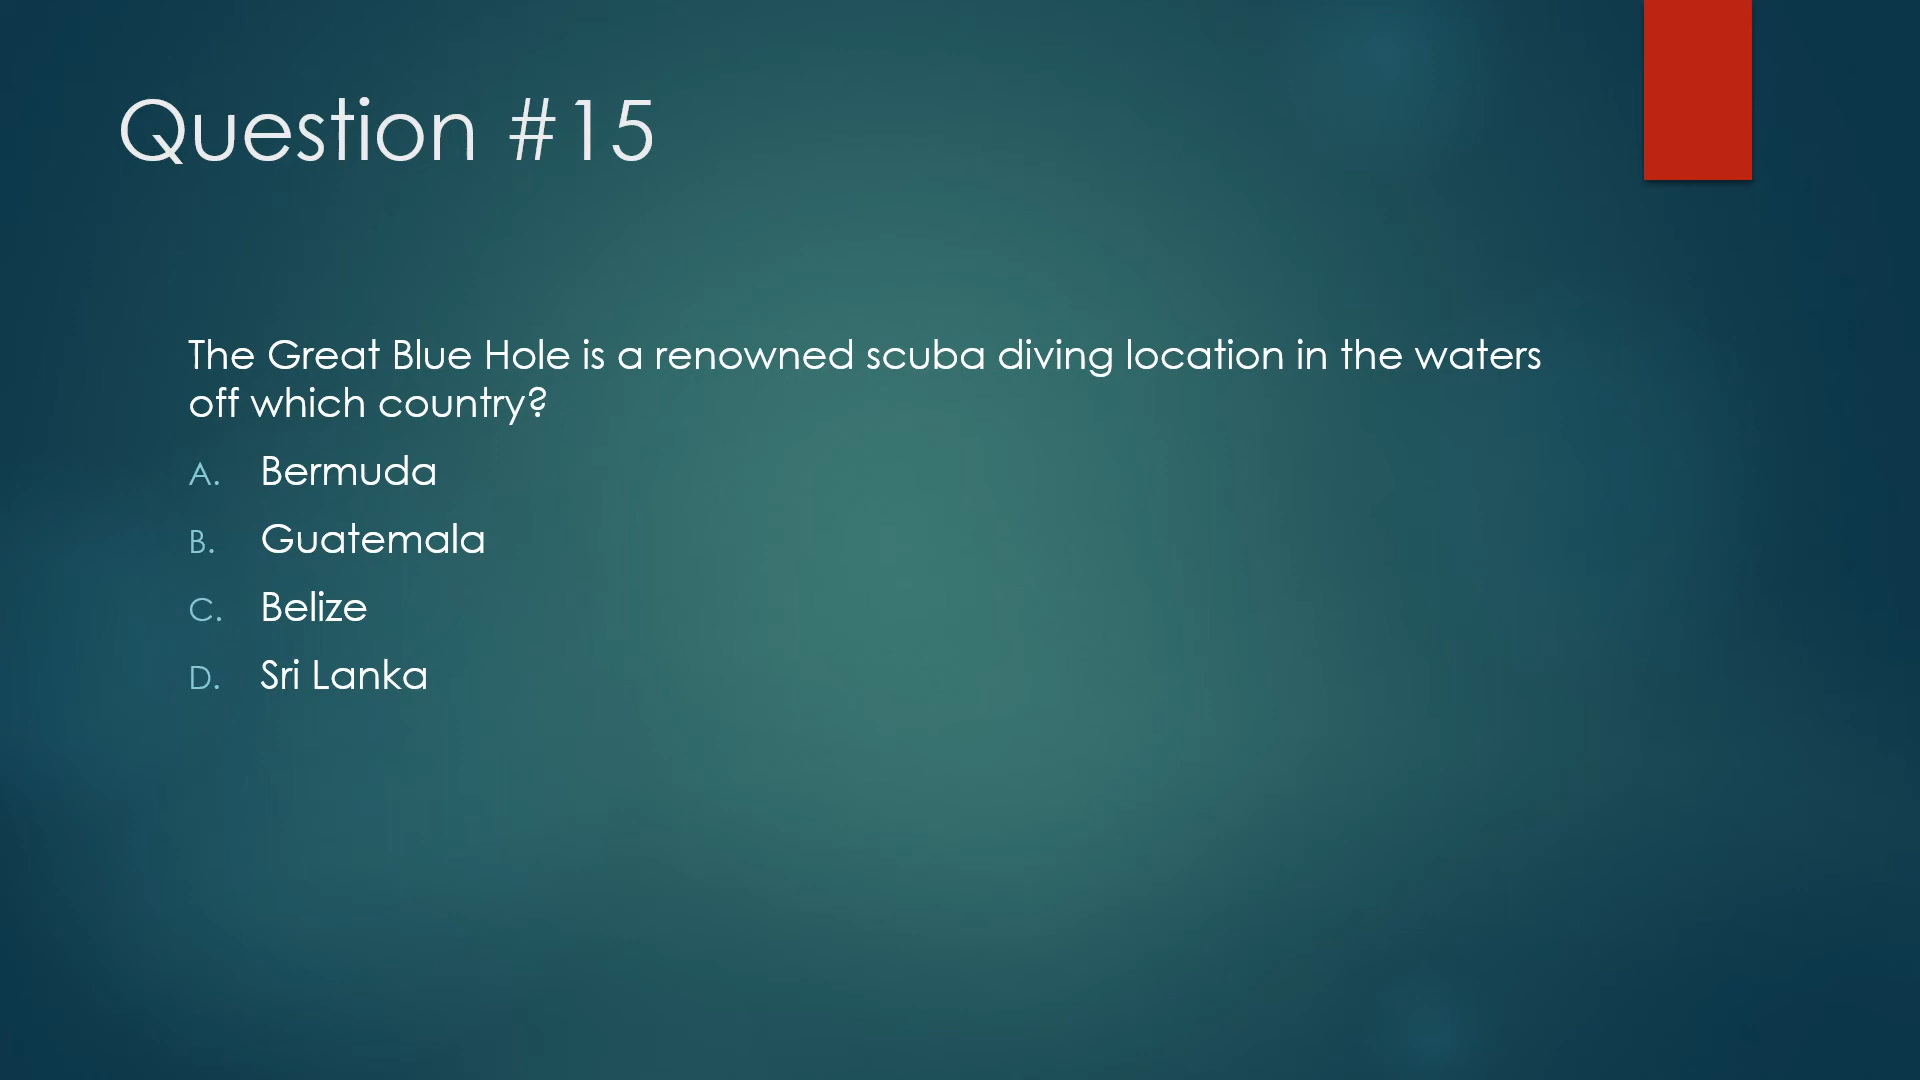 Question #15
The Great Blue Hole is a renowned scuba diving location in the waters
off which country?
A. Bermuda
B. Guatemala
C. Belize
D. Sri Lanka